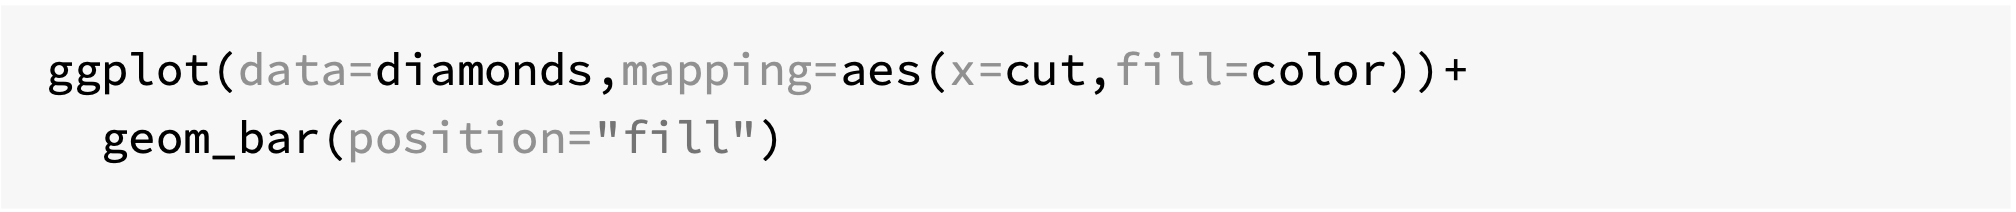 ggplot(data=diamonds,mapping=aes(x=cut,fill=color))+
  geom_bar(position="fill")